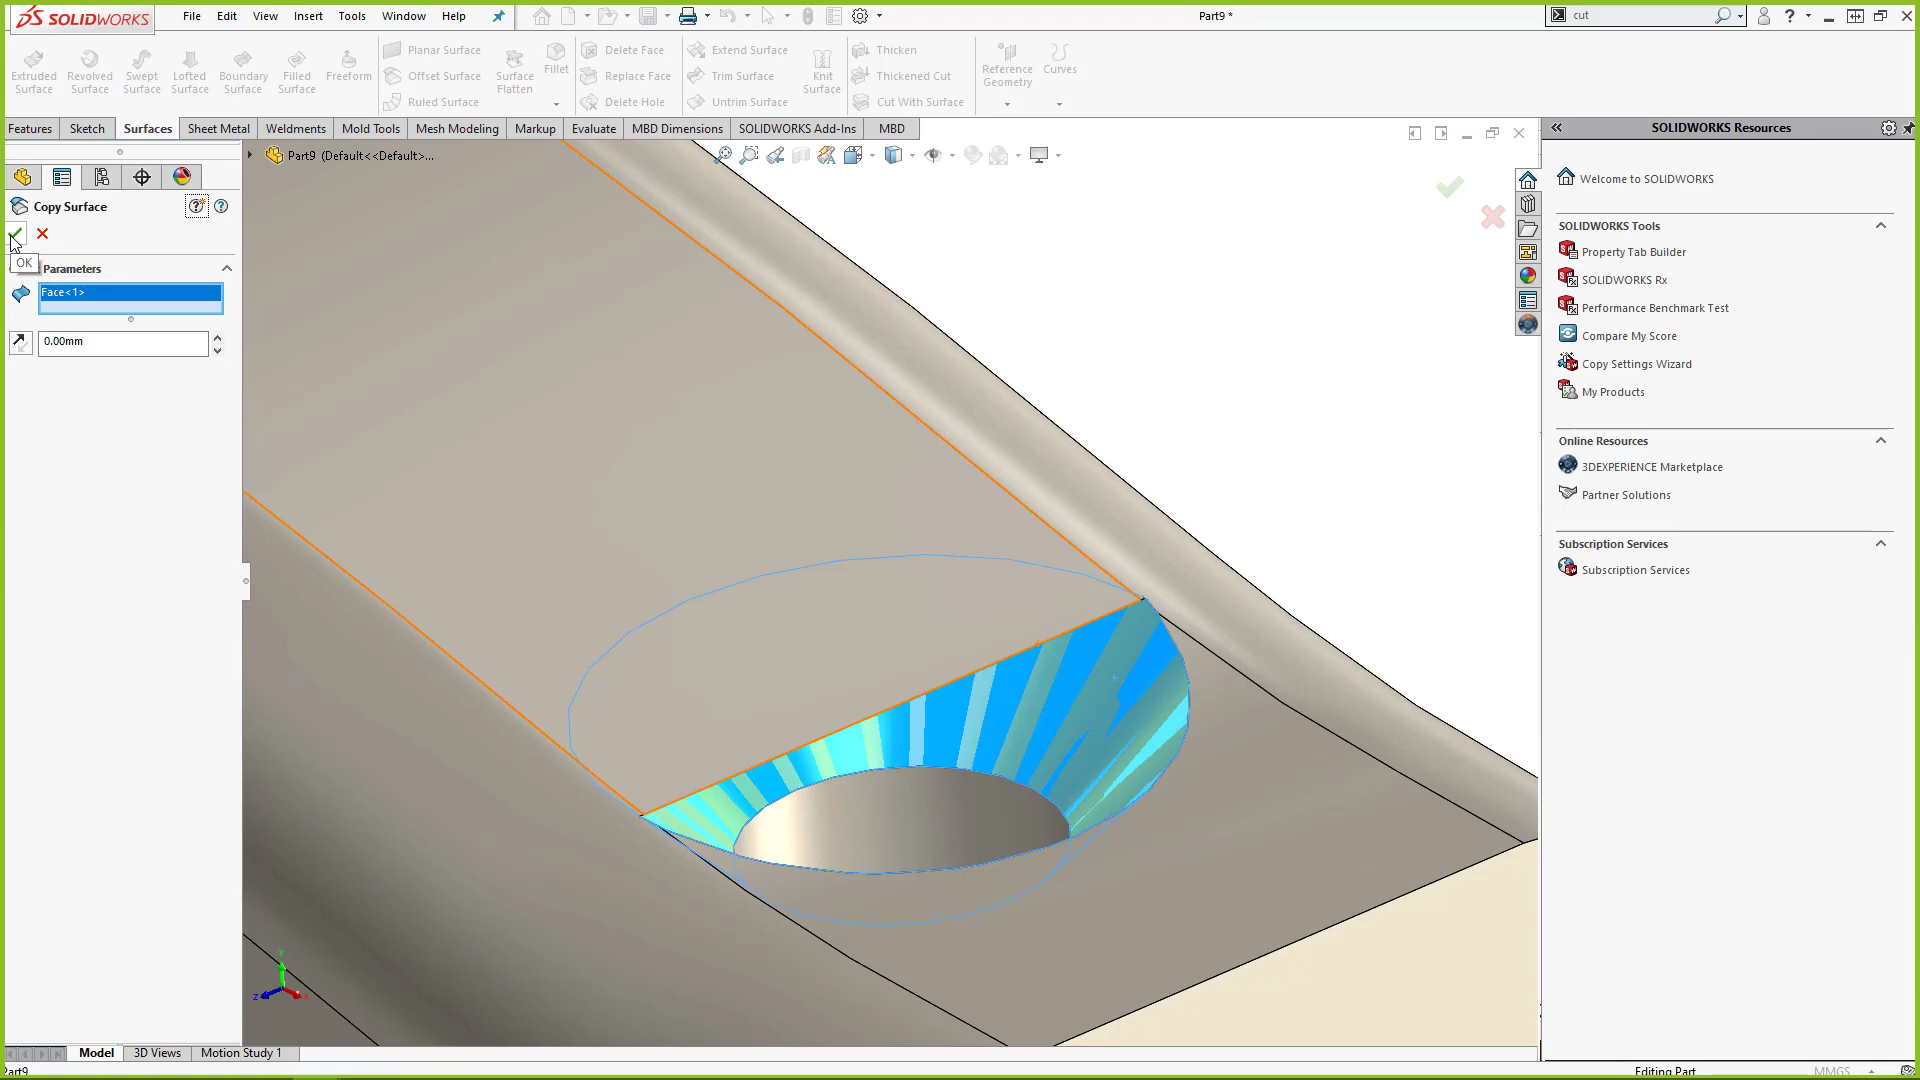 SOLIDWORKS
File Edit View Insert Tools Window Help
Part9 *
cut
Extruded Surface
Revolved Surface
Swept Surface
Lofted Surface
Boundary Surface
Filled Surface
Freeform
Planar Surface
Offset Surface
Ruled Surface
Surface Flatten
Fillet
Delete Face
Replace Face
Delete Hole
Extend Surface
Trim Surface
Untrim Surface
Knit Surface
Thicken
Thickened Cut
Cut With Surface
Reference Geometry
Curves
Features Sketch Surfaces Sheet Metal Weldments Mold Tools Mesh Modeling Markup Evaluate MBD Dimensions SOLIDWORKS Add-Ins MBD
SOLIDWORKS Resources
Part9 (Default<<Default>...
Copy Surface
OK
Parameters
Face<1>
0.00mm
Welcome to SOLIDWORKS
SOLIDWORKS Tools
Property Tab Builder
SOLIDWORKS Rx
Performance Benchmark Test
Compare My Score
Copy Settings Wizard
My Products
Online Resources
3DEXPERIENCE Marketplace
Partner Solutions
Subscription Services
Subscription Services
Y
Z
X
Model 3D Views Motion Study 1
Part9
Editing Part
MMGS